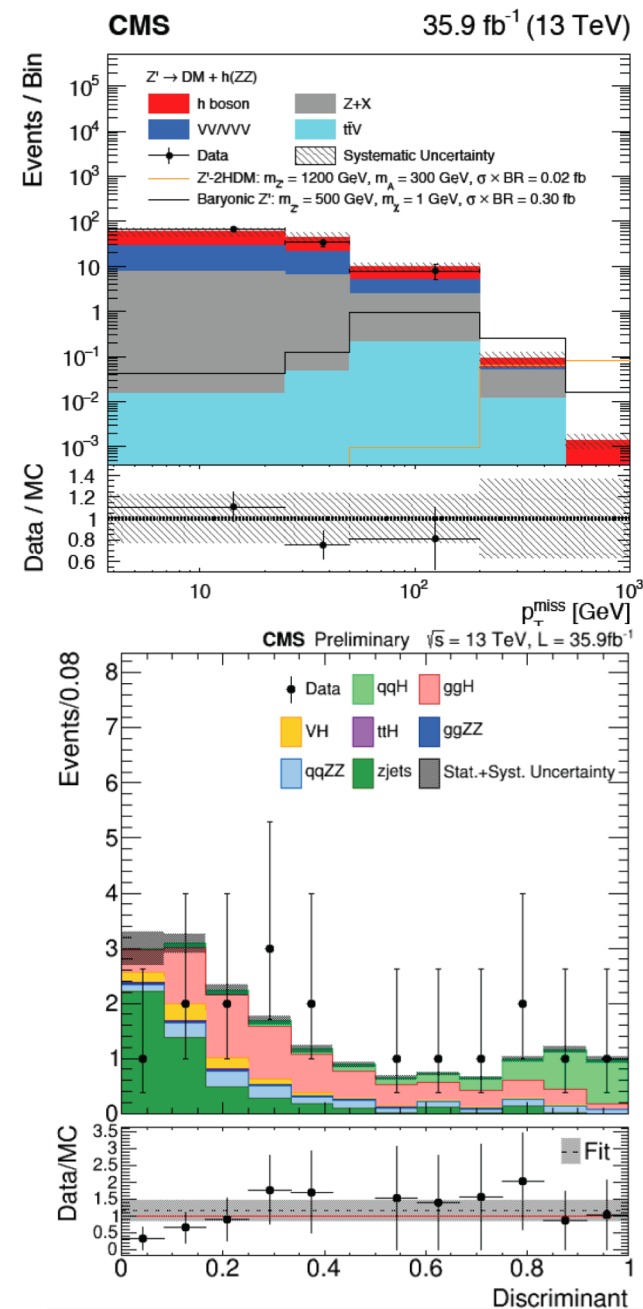 CMS 35.9 fb⁻¹ (13 TeV)
Events / Bin
Z' → DM + h(ZZ)
h boson Z+X
VV/VVV tt̄V
Data Systematic Uncertainty
Z'-2HDM: m_Z' = 1200 GeV, m_A = 300 GeV, σ × BR = 0.02 fb
Baryonic Z': m_Z' = 500 GeV, m_χ = 1 GeV, σ × BR = 0.30 fb
10⁵
10⁴
10³
10²
10
1
10⁻¹
10⁻²
10⁻³
Data / MC
1.4
1.2
1
0.8
0.6
10 10² 10³
p_T^miss [GeV]
CMS Preliminary √s = 13 TeV, L = 35.9fb⁻¹
Events/0.08
Data qqH ggH
VH ttH ggZZ
qqZZ zjets Stat.+Syst. Uncertainty
8
7
6
5
4
3
2
1
0
Data/MC
Fit
3.5
3
2.5
2
1.5
1
0.5
0
0 0.2 0.4 0.6 0.8 1
Discriminant